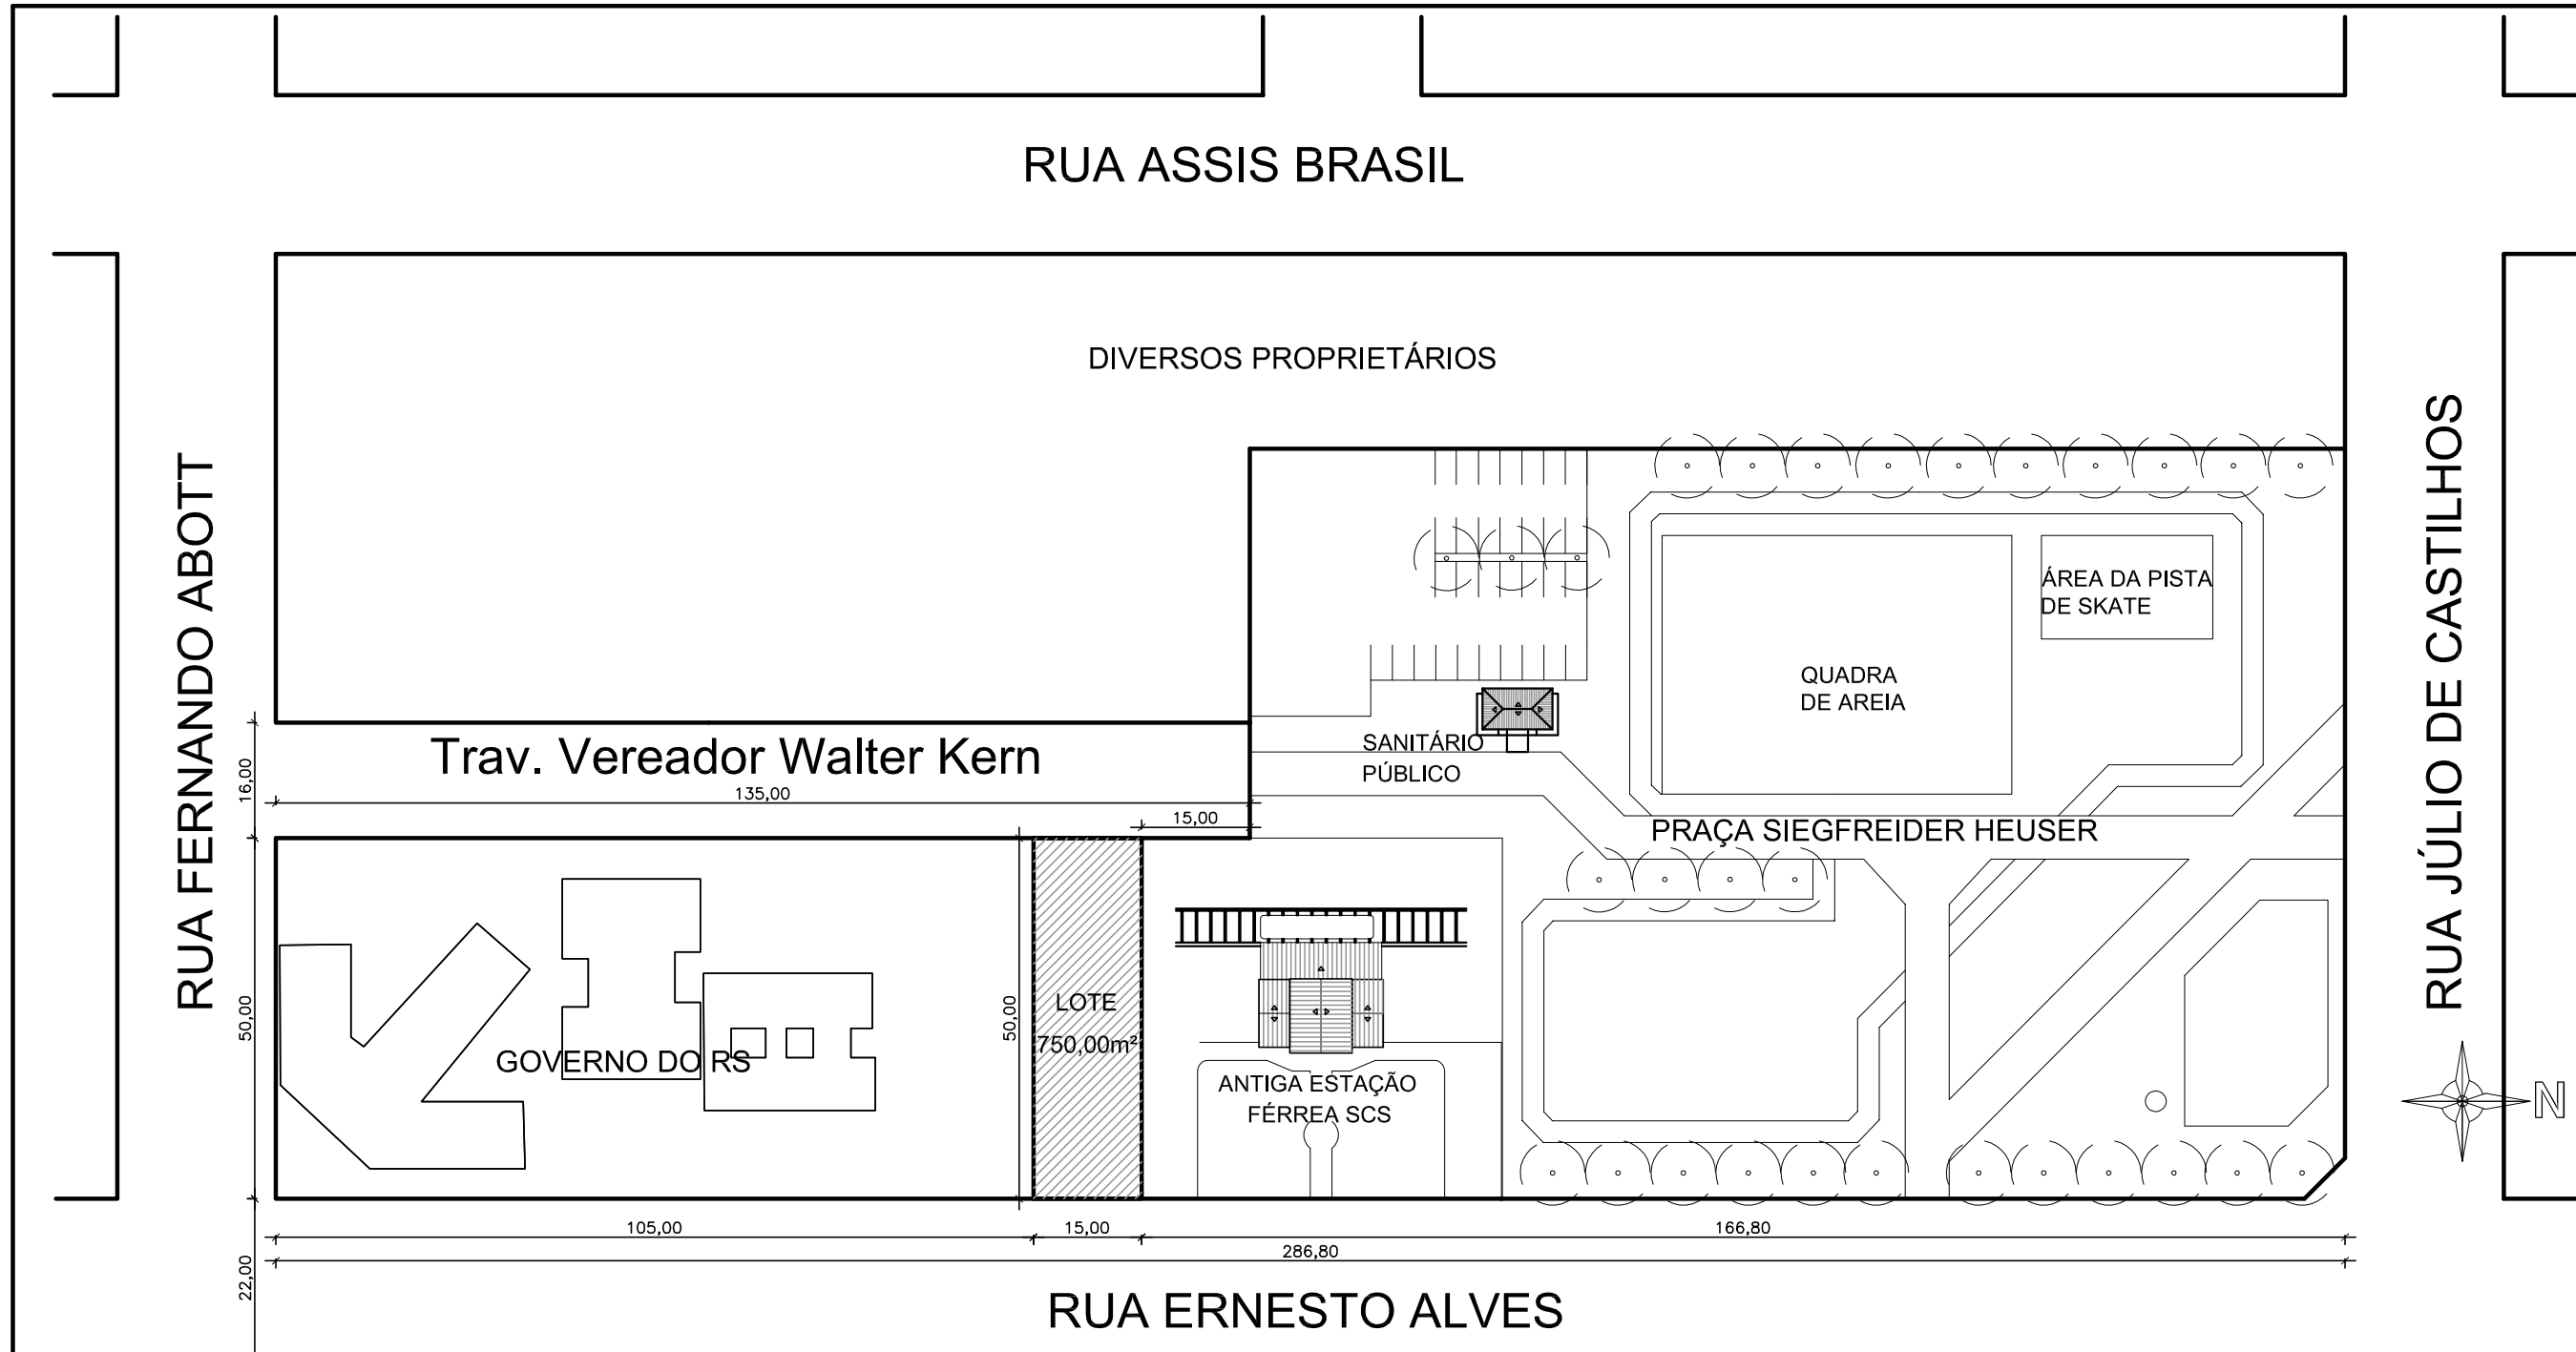 RUA ASSIS BRASIL
DIVERSOS PROPRIETÁRIOS
RUA FERNANDO ABOTT
RUA JÚLIO DE CASTILHOS
ÁREA DA PISTA
DE SKATE
QUADRA
DE AREIA
SANITÁRIO
PÚBLICO
Trav. Vereador Walter Kern
16,00
135,00
15,00
PRAÇA SIEGFREIDER HEUSER
50,00
50,00
LOTE
750,00m²
GOVERNO DO RS
ANTIGA ESTAÇÃO
FÉRREA SCS
N
105,00
15,00
166,80
286,80
22,00
RUA ERNESTO ALVES